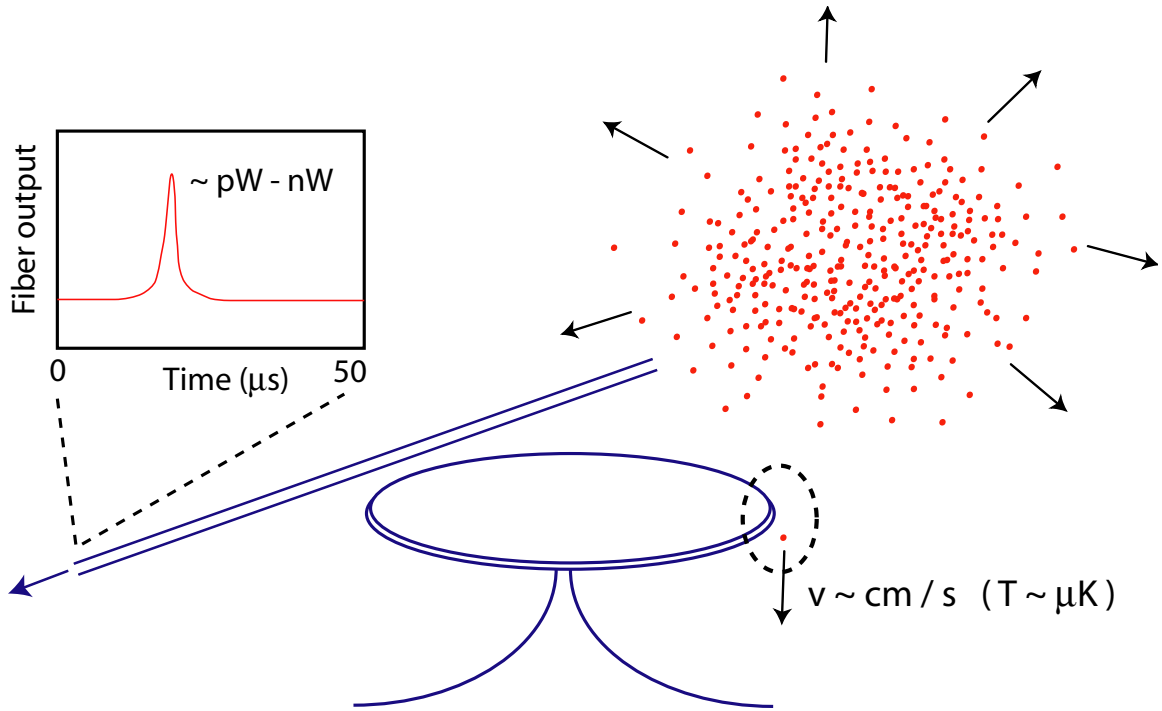 Fiber output
~ pW - nW
0
50
Time (μs)
v ~ cm / s ( T ~ μK )